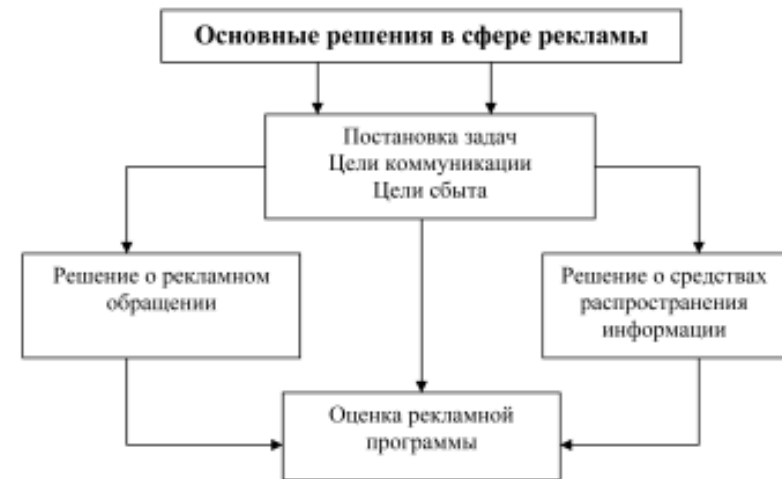 Основные решения в сфере рекламы
Постановка задач
Цели коммуникации
Цели сбыта
Решение о рекламном
обращении
Решение о средствах
распространения
информации
Оценка рекламной
программы